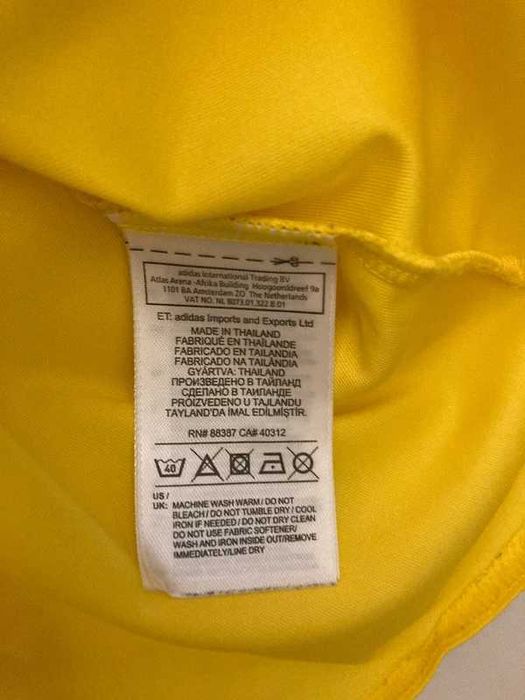 adidas International Trading BV
Atlas Arena -Afrika Building Hoogoorddreef 9a
1101 BA Amsterdam ZO The Netherlands
VAT NO. NL 8073.01.322.B.01
ET: adidas Imports and Exports Ltd
MADE IN THAILAND
FABRIQUÉ EN THAÏLANDE
FABRICADO EN TAILANDIA
FABRICADO NA TAILÂNDIA
GYÁRTVA: THAILAND
ПРОИЗВЕДЕНО В ТАЙЛАНД
СДЕЛАНО В ТАИЛАНДЕ
PROIZVEDENO U TAJLANDU
TAYLAND'DA İMAL EDİLMİŞTİR.
RN# 88387 CA# 40312
40
US /
UK: MACHINE WASH WARM / DO NOT
BLEACH / DO NOT TUMBLE DRY / COOL
IRON IF NEEDED / DO NOT DRY CLEAN
DO NOT USE FABRIC SOFTENER/
WASH AND IRON INSIDE OUT/REMOVE
IMMEDIATELY/LINE DRY